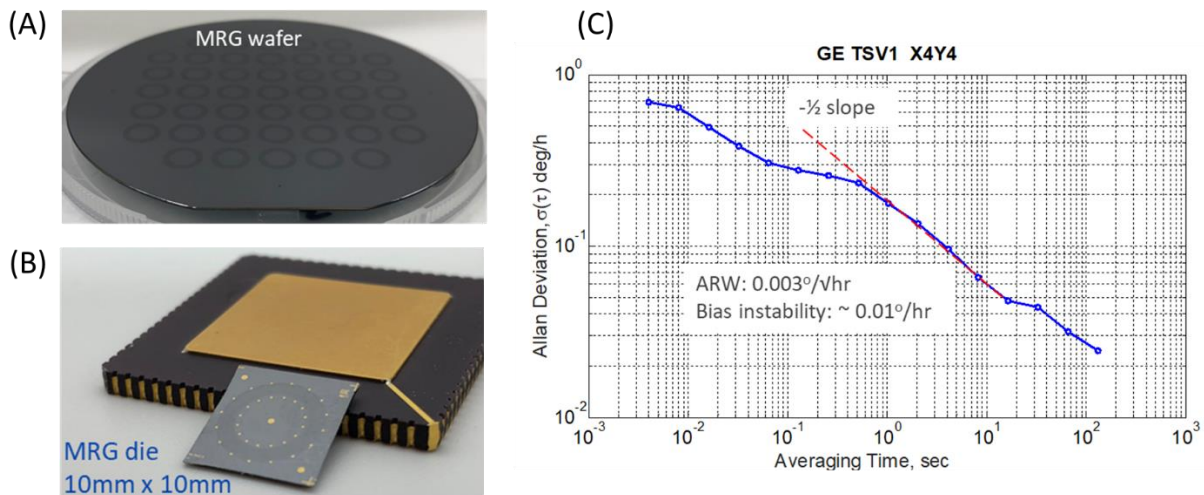 (A)
MRG wafer
(B)
MRG die
10mm x 10mm
(C)
GE TSV1 X4Y4
-½ slope
ARW: 0.003°/√hr
Bias instability: ~ 0.01°/hr
Allan Deviation, σ(τ) deg/h
10⁰
10⁻¹
10⁻²
10⁻³
10⁻²
10⁻¹
10⁰
10¹
10²
10³
Averaging Time, sec